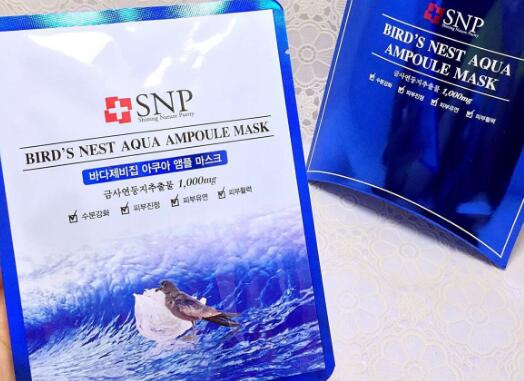 SNP
Shining Nature Purity
BIRD'S NEST AQUA AMPOULE MASK
바다제비집 아쿠아 앰플 마스크
금사연둥지추출물 1,000mg
수분강화 피부진정 피부유연 피부활력
SNP
Shining Nature Purity
BIRD'S NEST AQUA
AMPOULE MASK
금사연둥지추출물 1,000mg
수분강화 피부진정 피부유연 피부활력